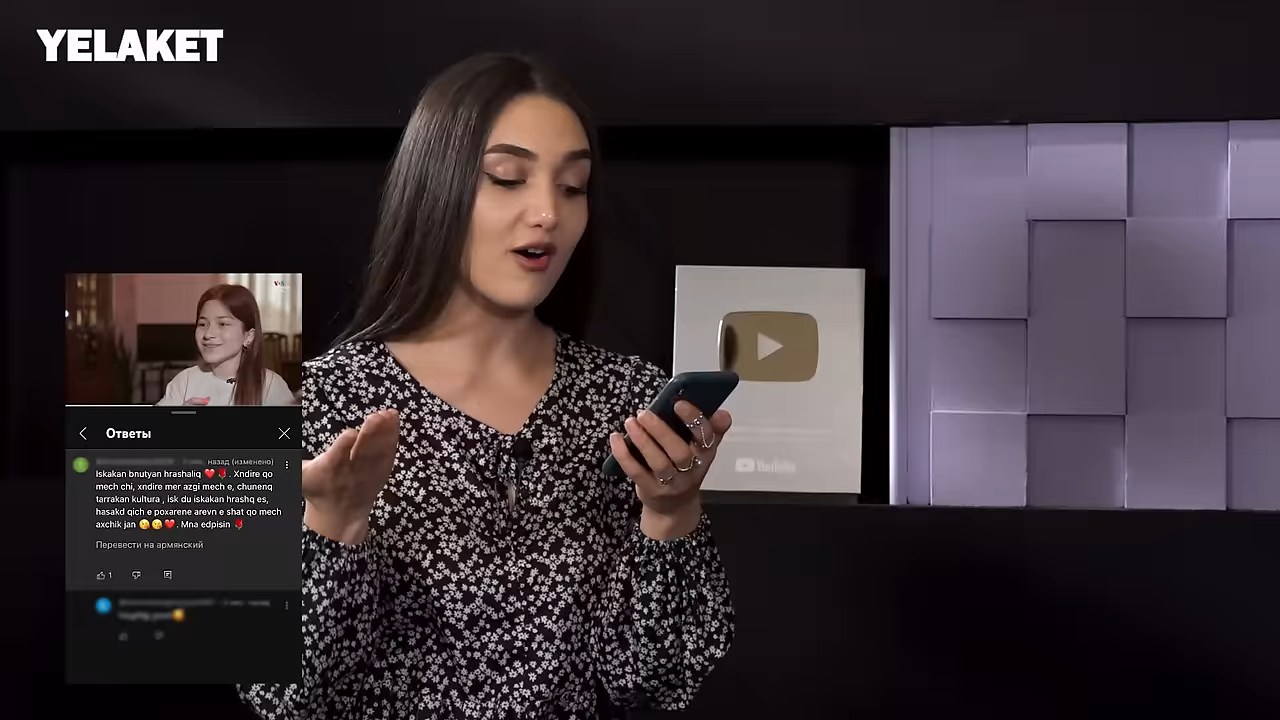 YELAKET
Ответы
назад (изменено)
Iskakan bnutyan hrashaliq ❤️🌹. Xndire qo
mech chi, xndire mer azgi mech e, chunenq
tarrakan kultura , isk du iskakan hrashq es,
hasakd qich e poxarene arevn e shat qo mech
axchik jan 😘😘❤️. Mna edpisin 🌹
Перевести на армянский
1
YouTube